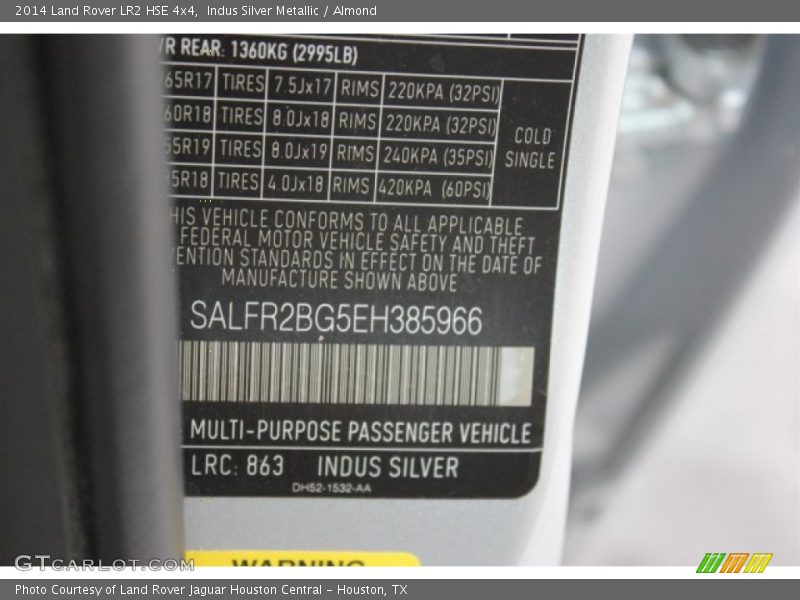 2014 Land Rover LR2 HSE 4x4,  Indus Silver Metallic / Almond
/R REAR: 1360KG (2995LB)
65R17 TIRES 7.5Jx17 RIMS 220KPA (32PSI)
60R18 TIRES 8.0Jx18 RIMS 220KPA (32PSI)
55R19 TIRES 8.0Jx19 RIMS 240KPA (35PSI)
5R18 TIRES 4.0Jx18 RIMS 420KPA (60PSI)
COLD
SINGLE
HIS VEHICLE CONFORMS TO ALL APPLICABLE
FEDERAL MOTOR VEHICLE SAFETY AND THEFT
ENTION STANDARDS IN EFFECT ON THE DATE OF
MANUFACTURE SHOWN ABOVE
SALFR2BG5EH385966
MULTI-PURPOSE PASSENGER VEHICLE
LRC: 863 INDUS SILVER
DH52-1532-AA
WARNING
GTCARLOT.COM
Photo Courtesy of Land Rover Jaguar Houston Central - Houston, TX